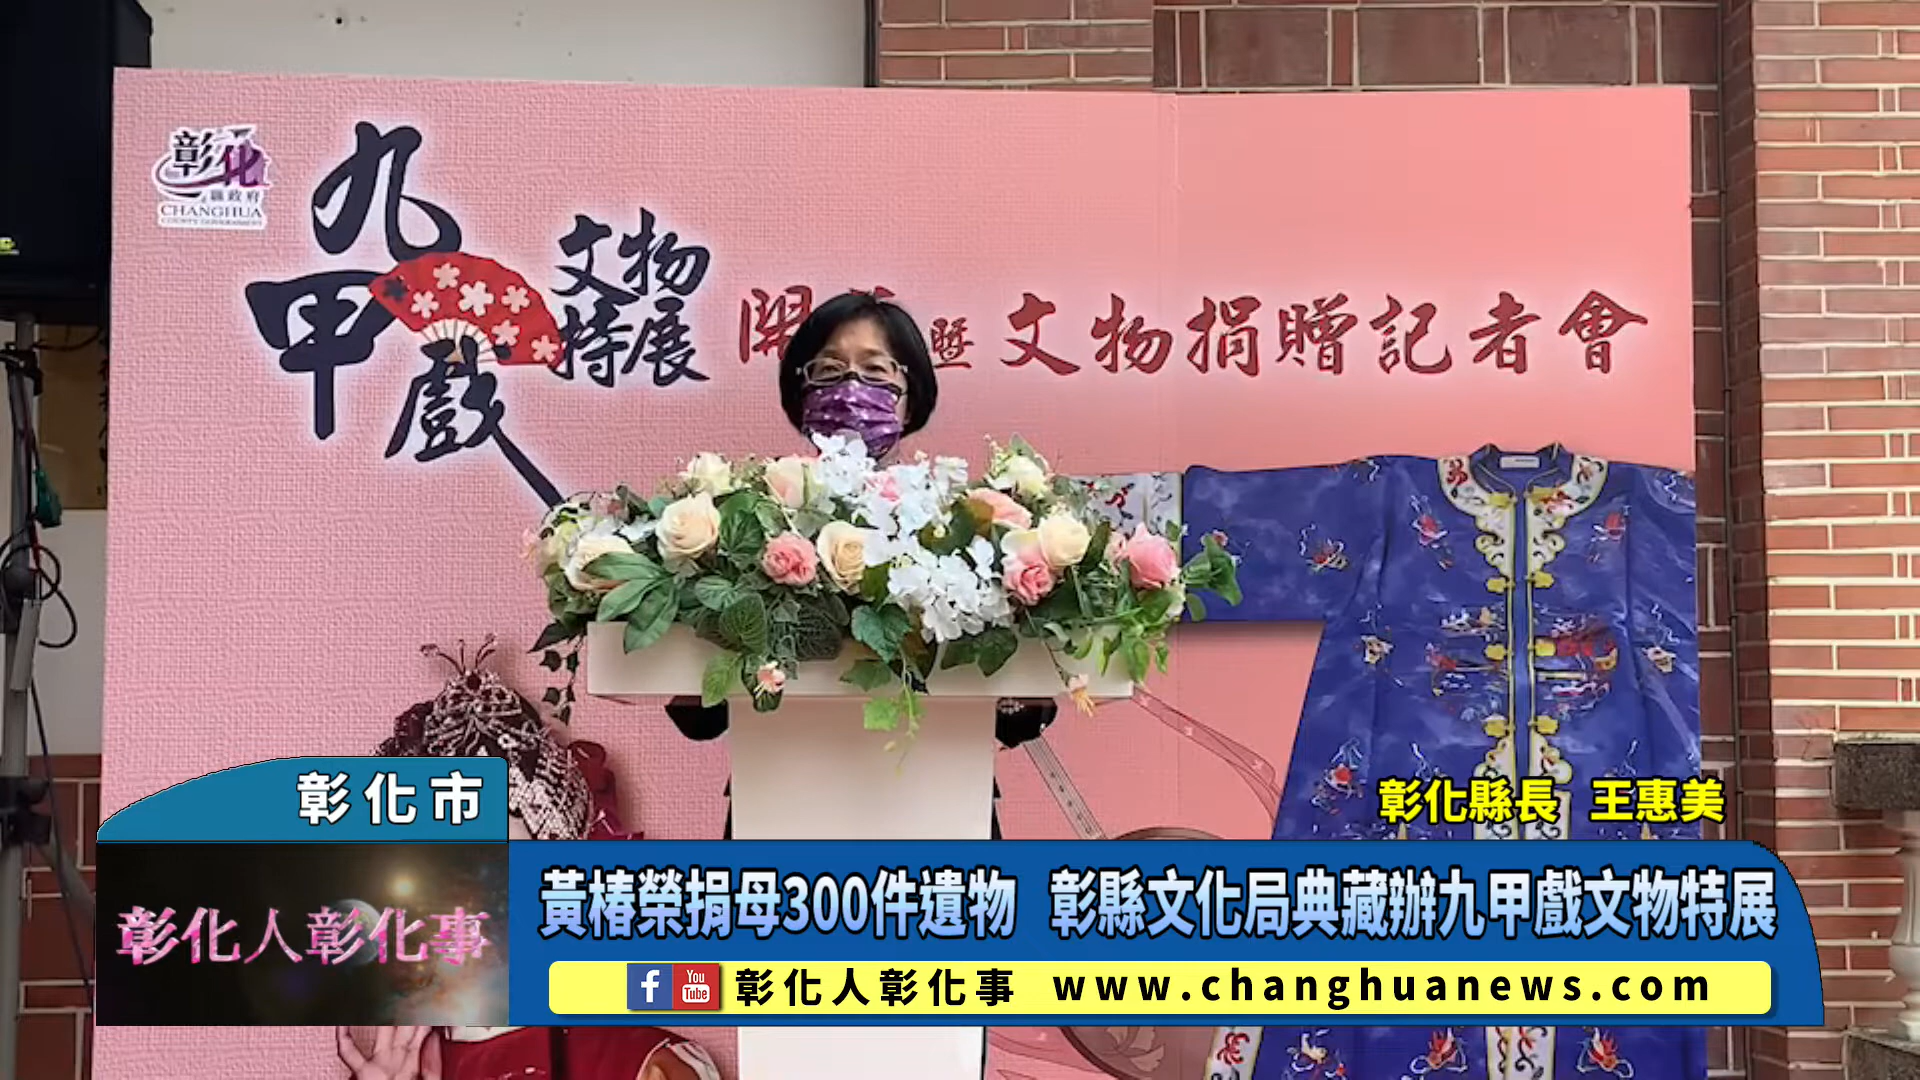 彰化
縣政府
CHANGHUA
COUNTY GOVERNMENT
九甲戲
文物
特展
開
暨 文物捐贈記者會
彰化縣長 王惠美
彰化市
彰化人彰化事
黃椿榮捐母300件遺物 彰縣文化局典藏辦九甲戲文物特展
f You Tube 彰化人彰化事 www.changhuanews.com